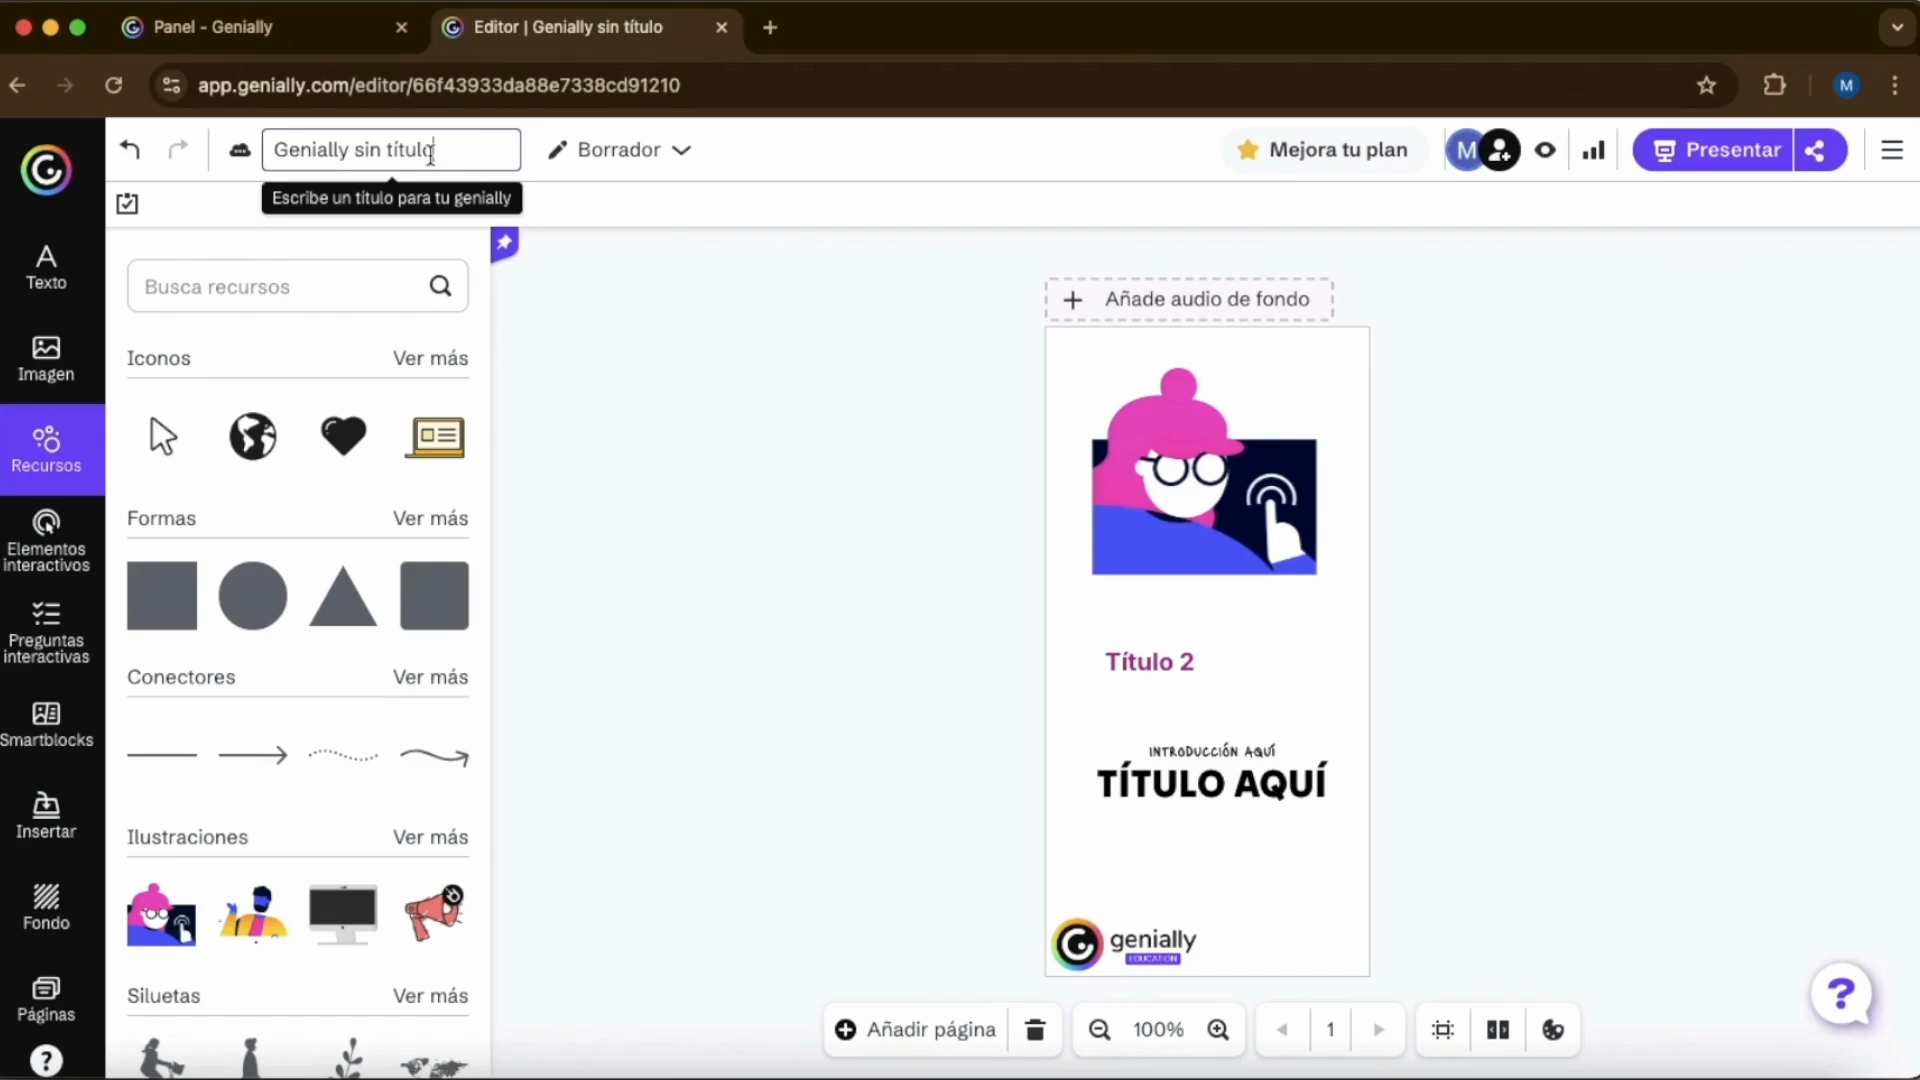 Panel - Genially
Editor | Genially sin título
app.genially.com/editor/66f43933da88e7338cd91210
M
Genially sin título
Borrador
Mejora tu plan
M
Presentar
Escribe un título para tu genially
Texto
Imagen
Recursos
Elementos
interactivos
Preguntas
interactivas
Smartblocks
Insertar
Fondo
Páginas
?
Busca recursos
Iconos
Ver más
Formas
Ver más
Conectores
Ver más
Ilustraciones
Ver más
Siluetas
Ver más
Añade audio de fondo
Título 2
INTRODUCCIÓN AQUÍ
TÍTULO AQUÍ
genially
EDUCATION
Añadir página
100%
1
?